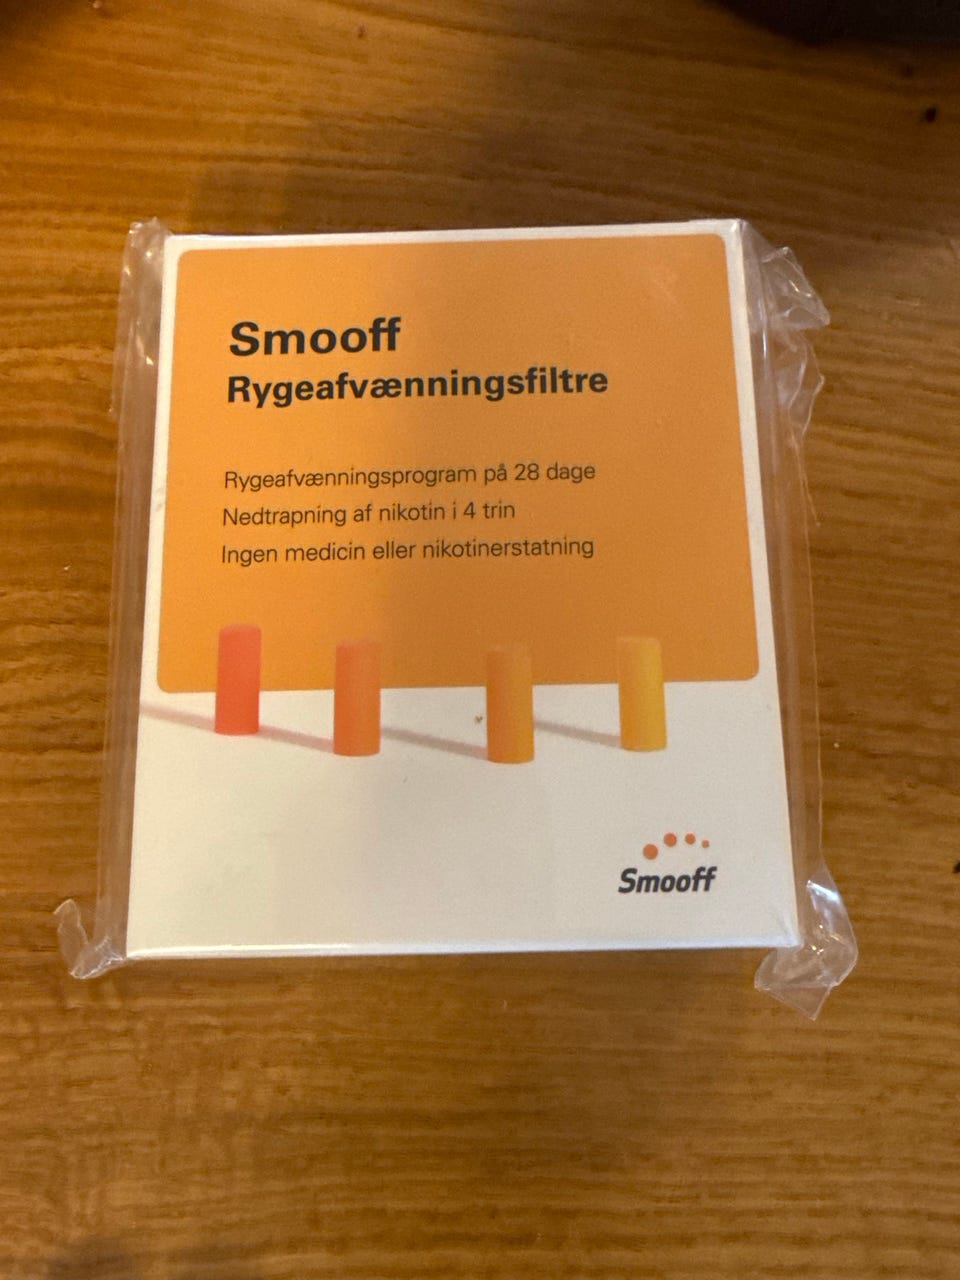 Smooff
Rygeafvænningsfiltre
Rygeafvænningsprogram på 28 dage
Nedtrapning af nikotin i 4 trin
Ingen medicin eller nikotinerstatning
Smooff